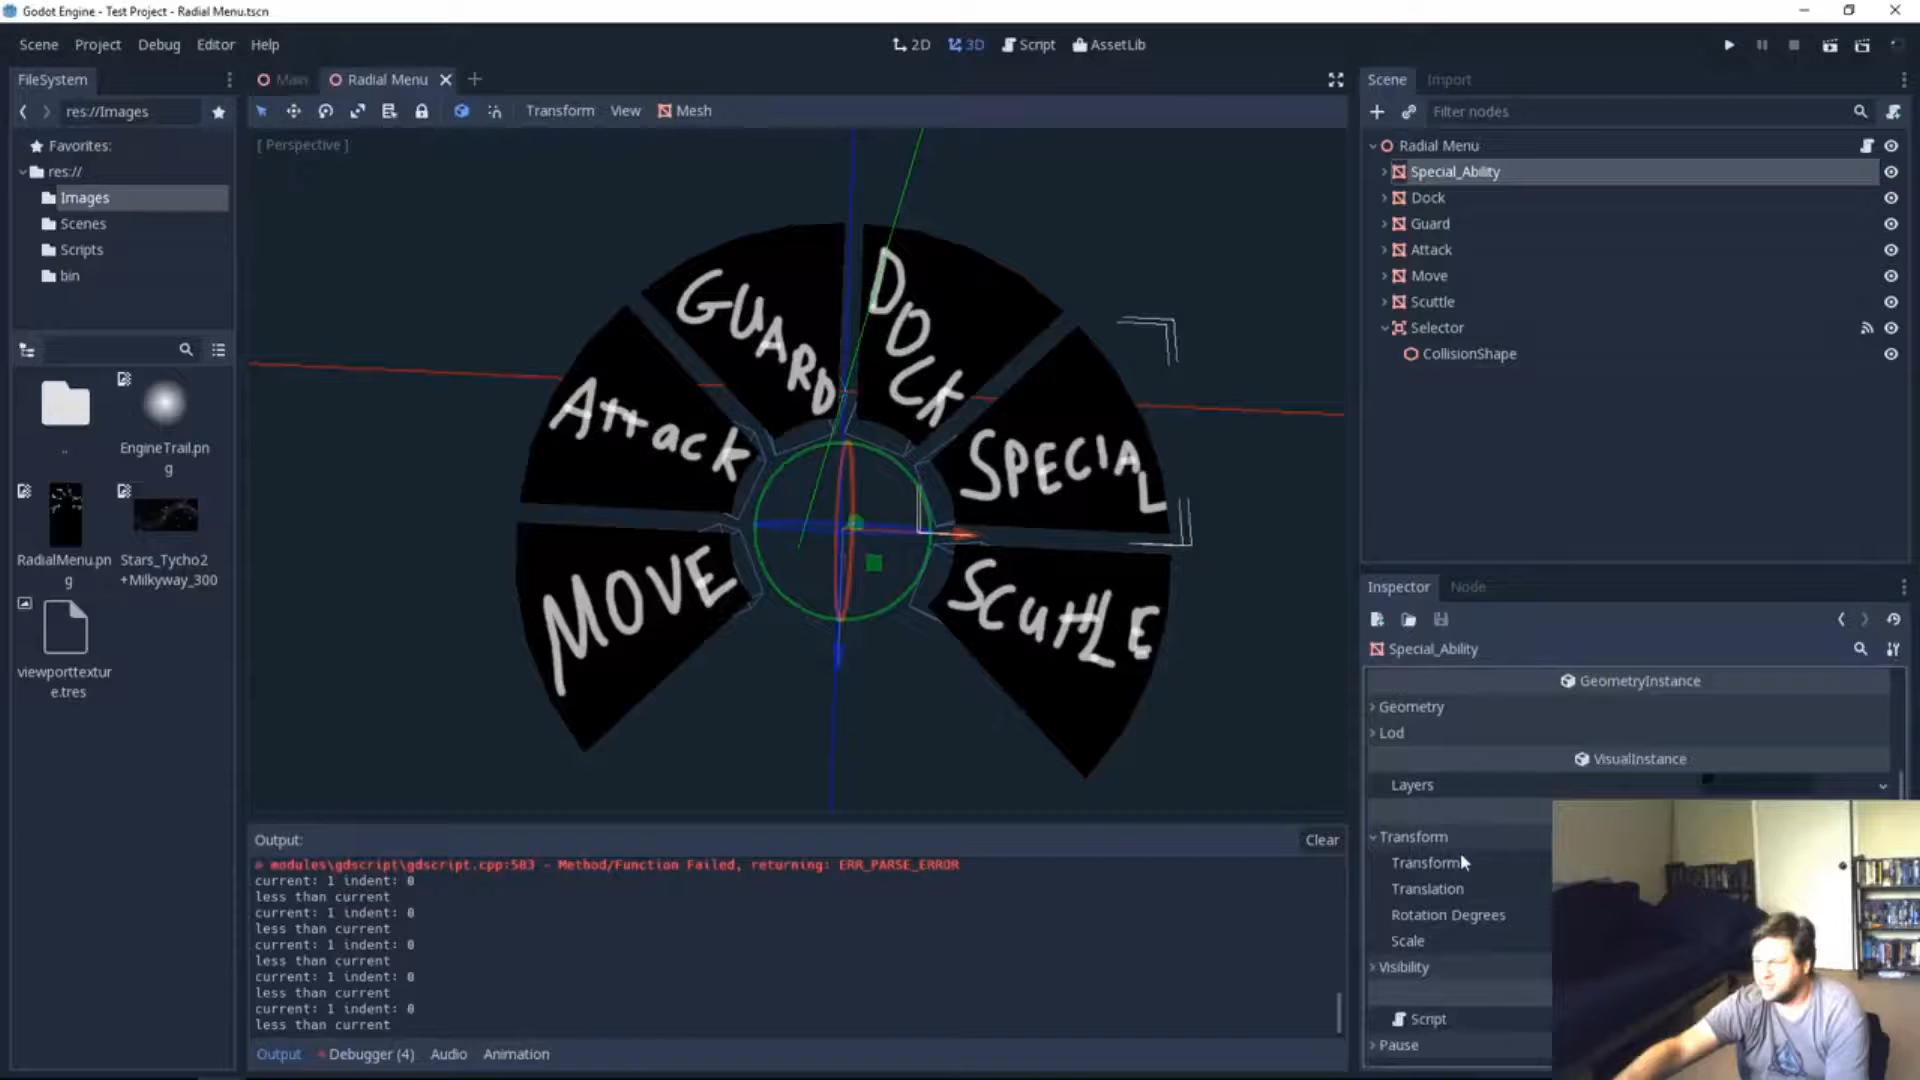 Godot Engine - Test Project - Radial Menu.tscn
Scene Project Debug Editor Help
2D 3D Script AssetLib
FileSystem
Main
Radial Menu
Scene
Import
res://Images
Transform View Mesh
Filter nodes
[ Perspective ]
Favorites:
res://
Images
Scenes
Scripts
bin
Radial Menu
Special_Ability
Dock
Guard
Attack
Move
Scuttle
Selector
CollisionShape
GUARD
DOCK
Attack
SPECIAL
MOVE
SCUttLE
..
EngineTrail.pn
g
RadialMenu.pn
g
Stars_Tycho2
+Milkyway_300
viewporttextur
e.tres
Inspector
Node
Special_Ability
GeometryInstance
Geometry
Lod
VisualInstance
Layers
Transform
Transform
Translation
Rotation Degrees
Scale
Visibility
Script
Pause
Output:
Clear
modules\gdscript\gdscript.cpp:583 - Method/Function Failed, returning: ERR_PARSE_ERROR
current: 1 indent: 0
less than current
current: 1 indent: 0
less than current
current: 1 indent: 0
less than current
current: 1 indent: 0
less than current
current: 1 indent: 0
less than current
Output Debugger (4) Audio Animation